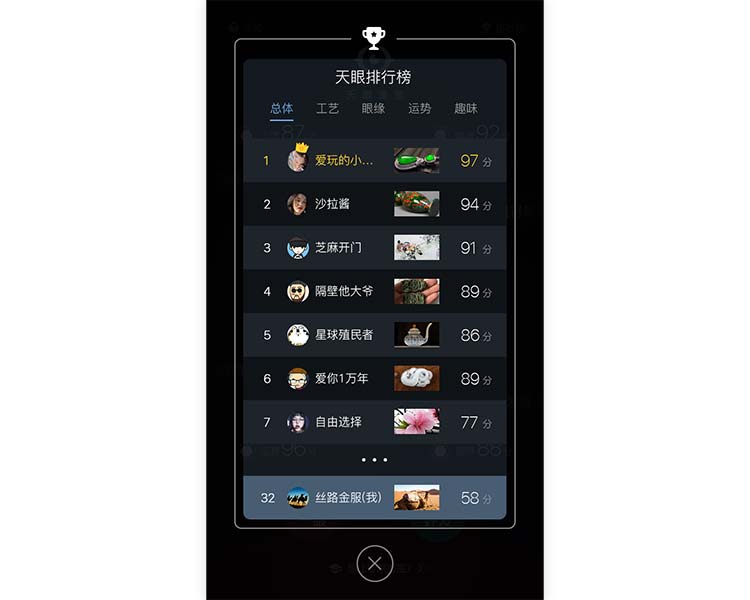 天眼排行榜
总体 工艺 眼缘 运势 趣味
1 爱玩的小... 97 分
2 沙拉酱 94 分
3 芝麻开门 91 分
4 隔壁他大爷 89 分
5 星球殖民者 86 分
6 爱你1万年 89 分
7 自由选择 77 分
32 丝路金服(我) 58 分